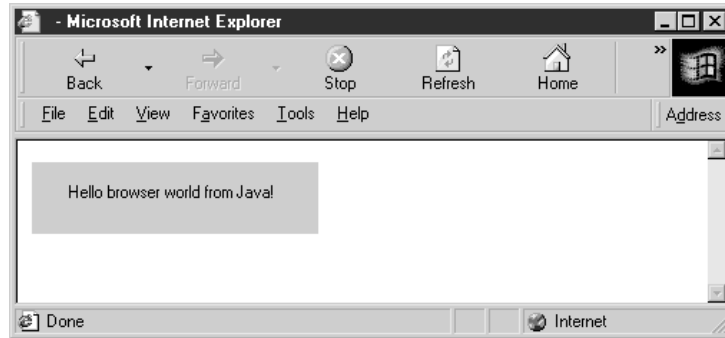 - Microsoft Internet Explorer
Back Forward Stop Refresh Home »
File Edit View Favorites Tools Help Address
Hello browser world from Java!
Done Internet